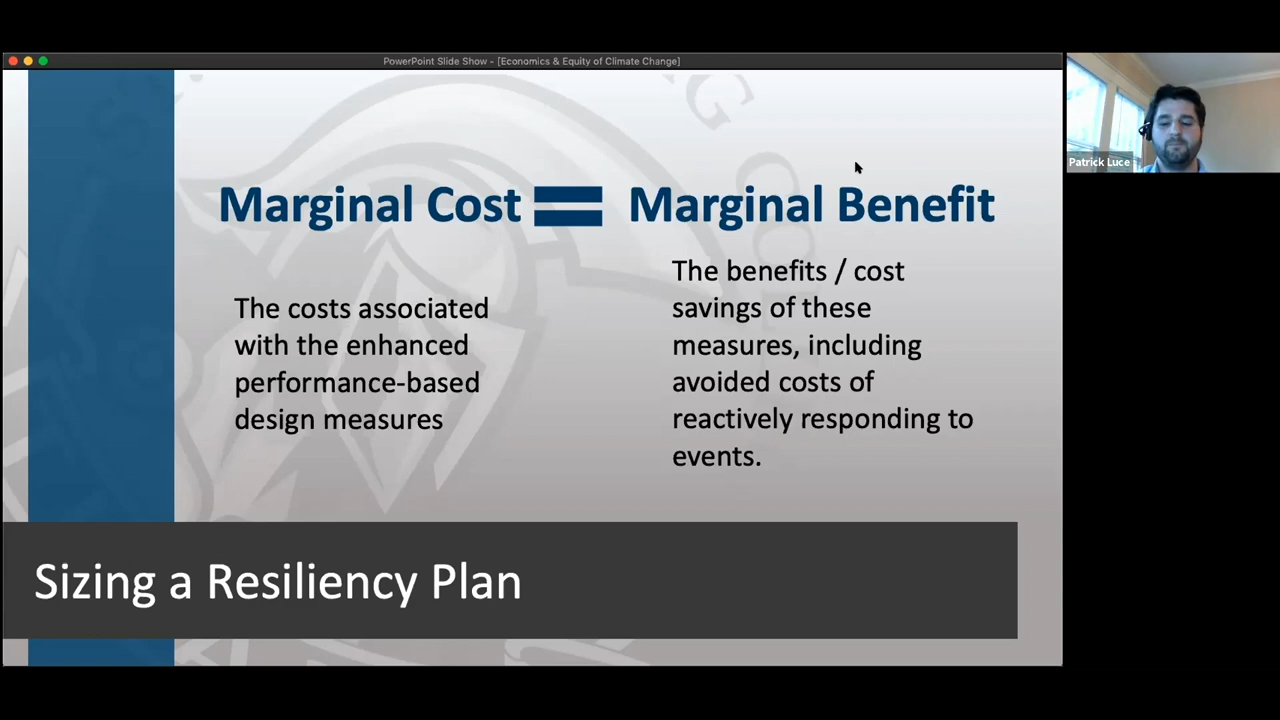 PowerPoint Slide Show - [Economics & Equity of Climate Change]
Patrick Luce
Marginal Cost = Marginal Benefit
The costs associated
with the enhanced
performance-based
design measures
The benefits / cost
savings of these
measures, including
avoided costs of
reactively responding to
events.
Sizing a Resiliency Plan